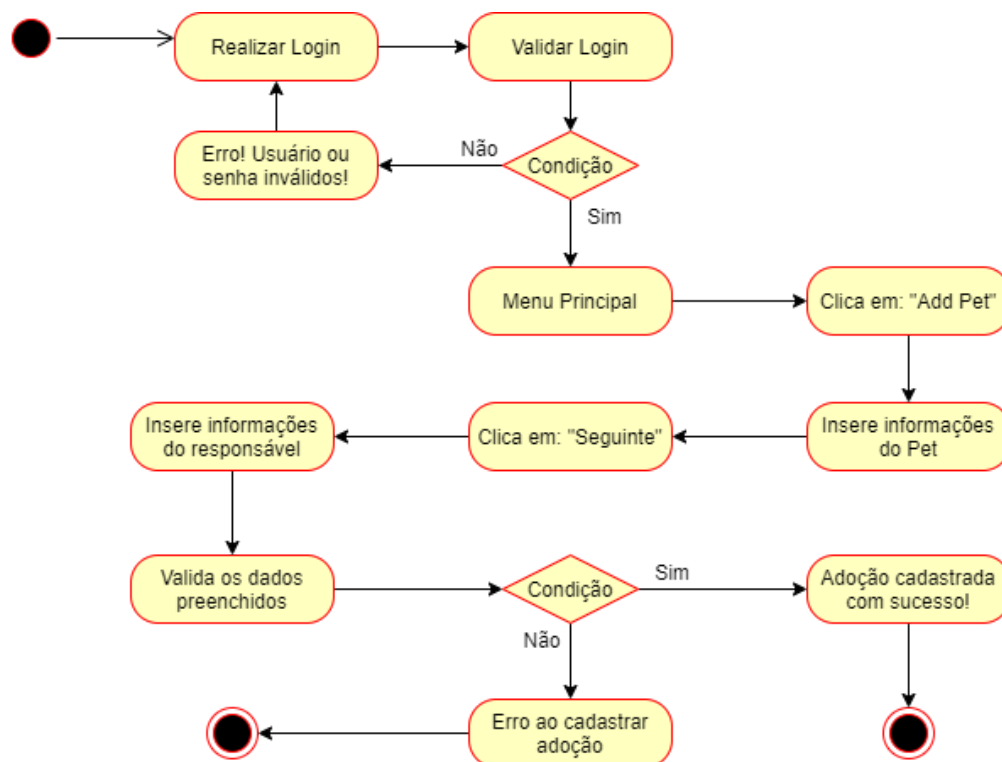 Realizar Login
Validar Login
Erro! Usuário ou
senha inválidos!
Não
Condição
Sim
Menu Principal
Clica em: "Add Pet"
Insere informações
do responsável
Clica em: "Seguinte"
Insere informações
do Pet
Valida os dados
preenchidos
Condição
Sim
Adoção cadastrada
com sucesso!
Não
Erro ao cadastrar
adoção